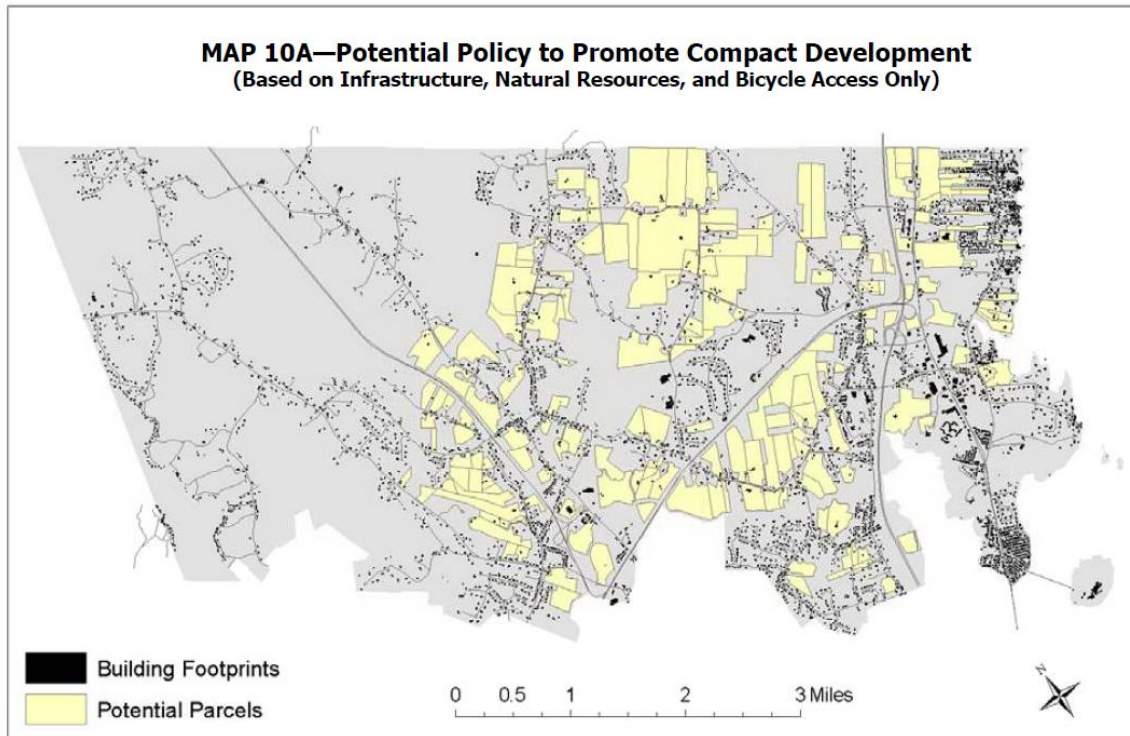 MAP 10A—Potential Policy to Promote Compact Development
(Based on Infrastructure, Natural Resources, and Bicycle Access Only)
Building Footprints
Potential Parcels
0 0.5 1 2 3 Miles
N